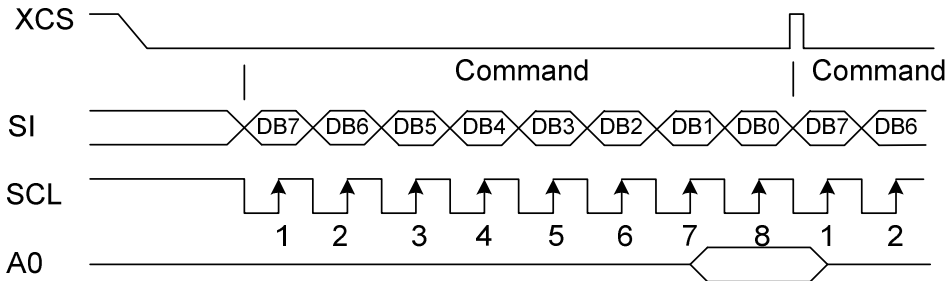 XCS
Command Command
SI DB7 DB6 DB5 DB4 DB3 DB2 DB1 DB0 DB7 DB6
SCL
1 2 3 4 5 6 7 8 1 2
A0